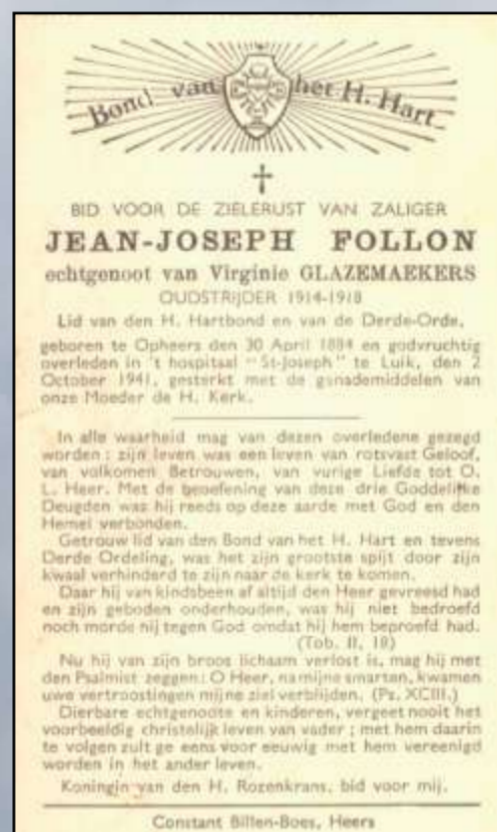 Bond van het H. Hart
BID VOOR DE ZIELERUST VAN ZALIGER
JEAN-JOSEPH FOLLON
echtgenoot van Virginie GLAZEMAEKERS
OUDSTRIJDER 1914-1918
Lid van den H. Hartbond en van de Derde-Orde,
geboren te Opheers den 30 April 1884 en godvruchtig
overleden in 't hospitaal "St-Joseph" te Luik, den 2
October 1941, gesterkt met de genademiddelen van
onze Moeder de H. Kerk.
In alle waarheid mag van dezen overledene gezegd
worden : zijn leven was een leven van rotsvast Geloof,
van volkomen Betrouwen, van vurige Liefde tot O.
L. Heer. Met de beoefening van deze drie Goddelijke
Deugden was hij reeds op deze aarde met God en den
Hemel verbonden.
Getrouw lid van den Bond van het H. Hart en tevens
Derde Ordeling, was het zijn grootste spijt door zijn
kwaal verhinderd te zijn naar de kerk te komen.
Daar hij van kindsbeen af altijd den Heer gevreesd had
en zijn geboden onderhouden, was hij niet bedroefd
noch morde hij tegen God omdat hij hem beproefd had.
(Tob. II, 18)
Nu hij van zijn broos lichaam verlost is, mag hij met
den Psalmist zeggen : O Heer, na mijne smarten, kwamen
uwe vertroostingen mijne ziel verblijden. (Ps. XCIII.)
Dierbare echtgenoote en kinderen, vergeet nooit het
voorbeeldig christelijk leven van vader ; met hem daarin
te volgen zult ge eens voor eeuwig met hem vereenigd
worden in het ander leven.
Koningin van den H. Rozenkrans, bid voor mij.
Constant Billen-Boes, Heers